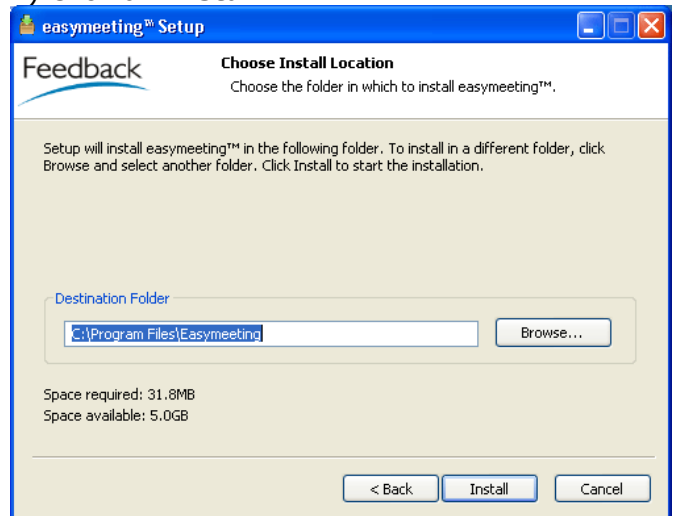 easymeeting™ Setup
Feedback
Choose Install Location
Choose the folder in which to install easymeeting™.
Setup will install easymeeting™ in the following folder. To install in a different folder, click
Browse and select another folder. Click Install to start the installation.
Destination Folder
C:\Program Files\Easymeeting
Browse...
Space required: 31.8MB
Space available: 5.0GB
< Back
Install
Cancel